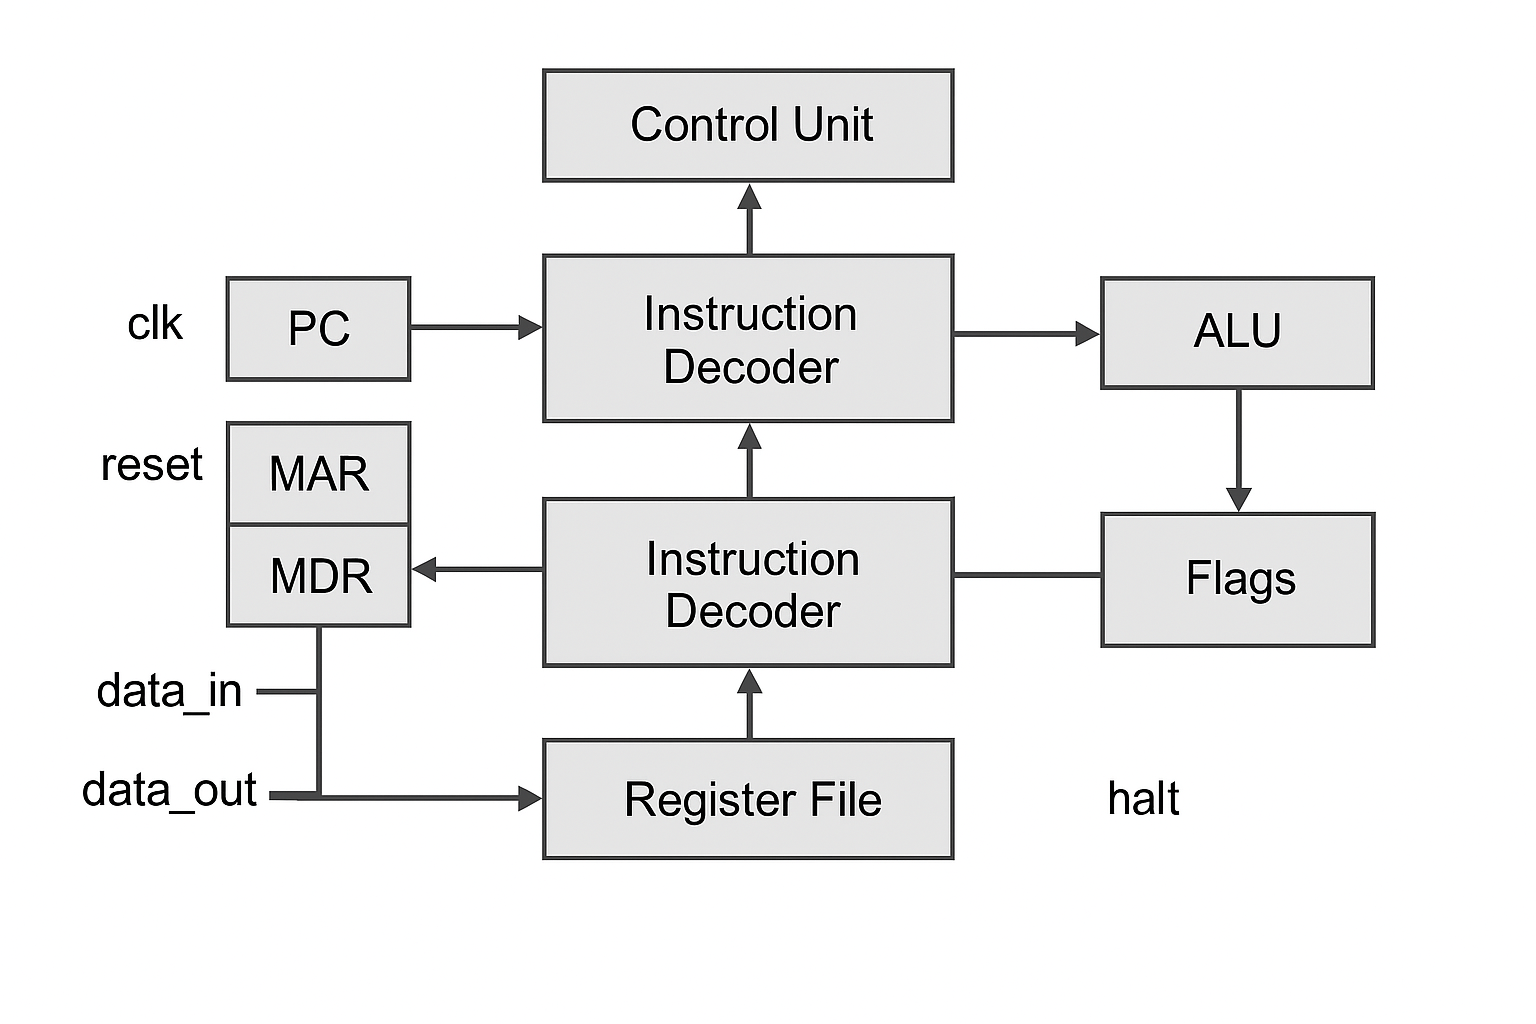 Control Unit
clk
PC
Instruction
Decoder
ALU
reset
MAR
MDR
Instruction
Decoder
Flags
data_in
data_out
Register File
halt